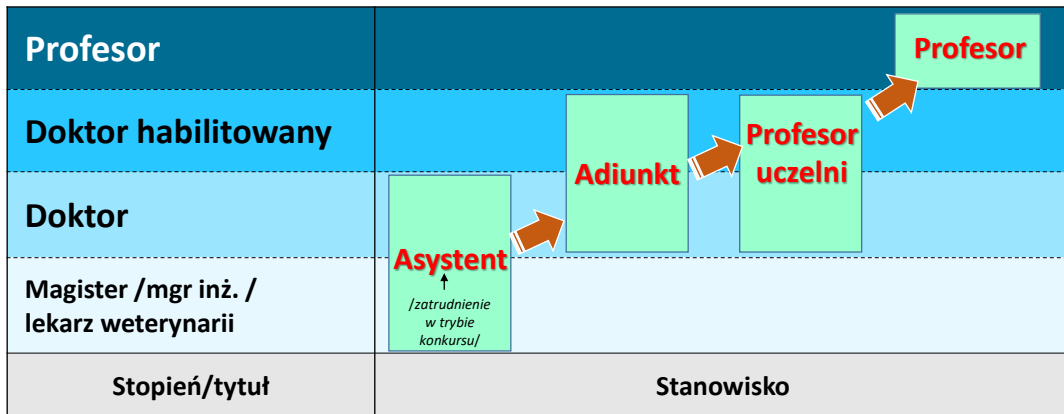 Profesor
Profesor
Doktor habilitowany
Adiunkt
Profesor
uczelni
Doktor
Asystent
/zatrudnienie
w trybie
konkursu/
Magister /mgr inż. /
lekarz weterynarii
Stopień/tytuł
Stanowisko